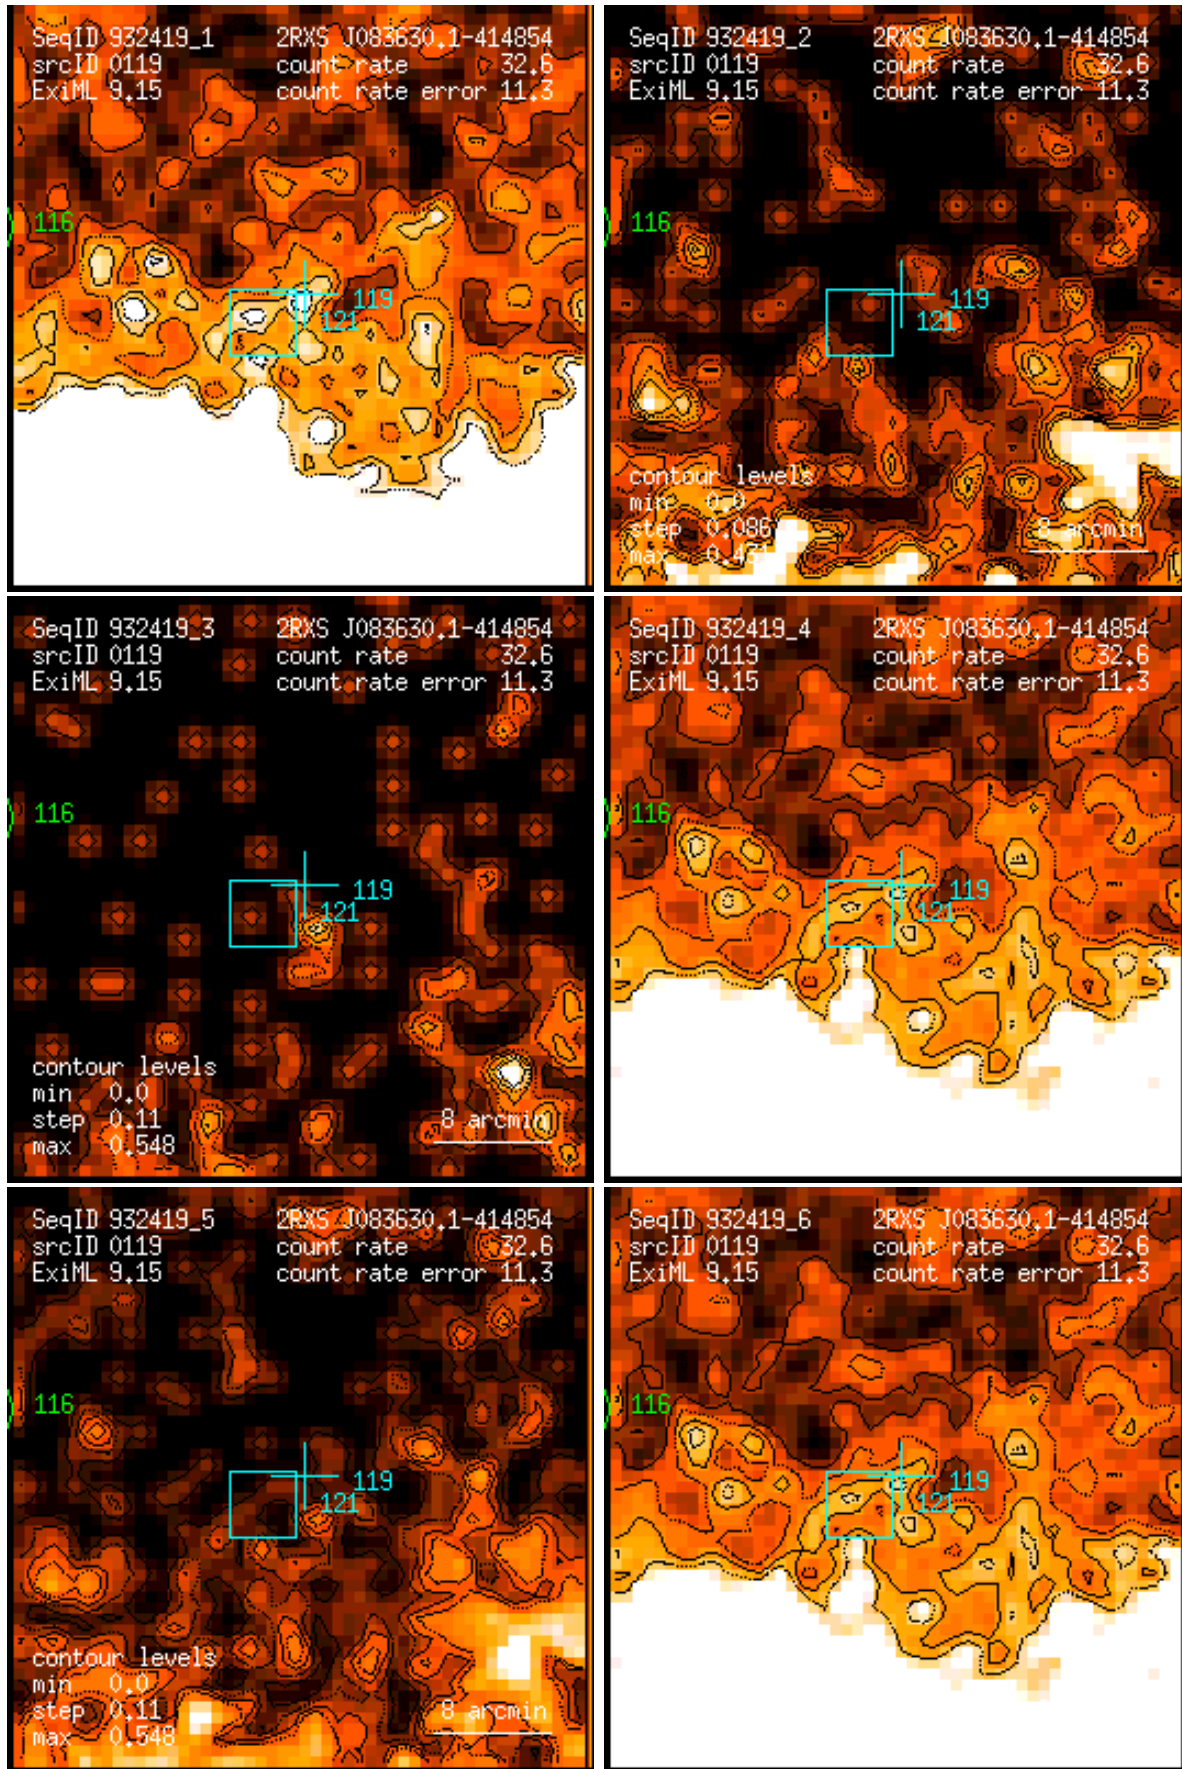 SeqID 932419_1 2RXS J083630.1-414854
srcID 0119 count rate 32.6
ExiML 9.15 count rate error 11.3
116
119
121
SeqID 932419_2 2RXS J083630.1-414854
srcID 0119 count rate 32.6
ExiML 9.15 count rate error 11.3
116
119
121
contour levels
min 0.0
step 0.086
max 0.431
8 arcmin
SeqID 932419_3 2RXS J083630.1-414854
srcID 0119 count rate 32.6
ExiML 9.15 count rate error 11.3
116
119
121
contour levels
min 0.0
step 0.11
max 0.548
8 arcmin
SeqID 932419_4 2RXS J083630.1-414854
srcID 0119 count rate 32.6
ExiML 9.15 count rate error 11.3
116
119
121
SeqID 932419_5 2RXS J083630.1-414854
srcID 0119 count rate 32.6
ExiML 9.15 count rate error 11.3
116
119
121
contour levels
min 0.0
step 0.11
max 0.548
8 arcmin
SeqID 932419_6 2RXS J083630.1-414854
srcID 0119 count rate 32.6
ExiML 9.15 count rate error 11.3
116
119
121